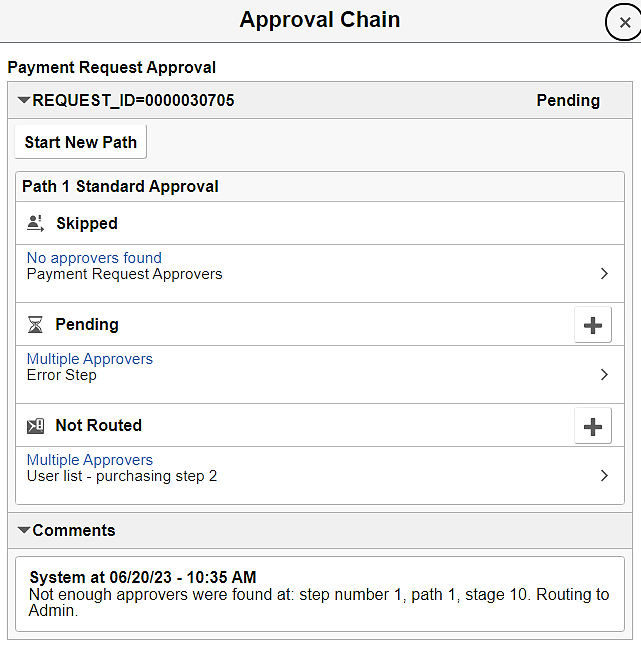 Approval Chain
Payment Request Approval
REQUEST_ID=0000030705 Pending
Start New Path
Path 1 Standard Approval
Skipped
No approvers found
Payment Request Approvers
Pending
Multiple Approvers
Error Step
Not Routed
Multiple Approvers
User list - purchasing step 2
Comments
System at 06/20/23 - 10:35 AM
Not enough approvers were found at: step number 1, path 1, stage 10. Routing to
Admin.